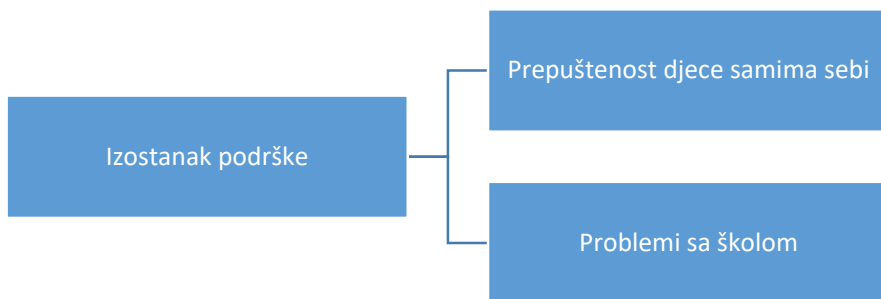 Izostanak podrške
Prepuštenost djece samima sebi
Problemi sa školom